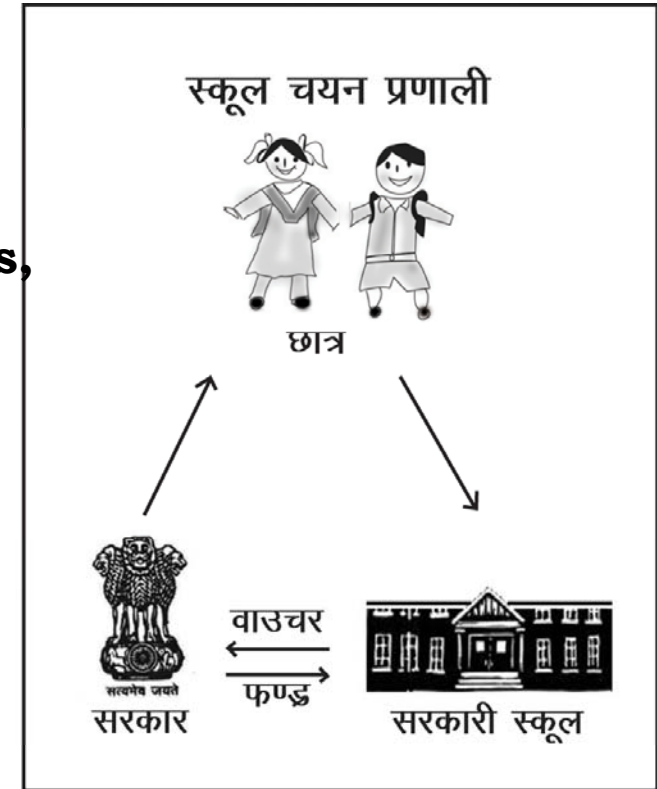 स्कूल चयन प्रणाली
s,
छात्र
वाउचर
फण्ड
सत्यमेव जयते
सरकार
सरकारी स्कूल